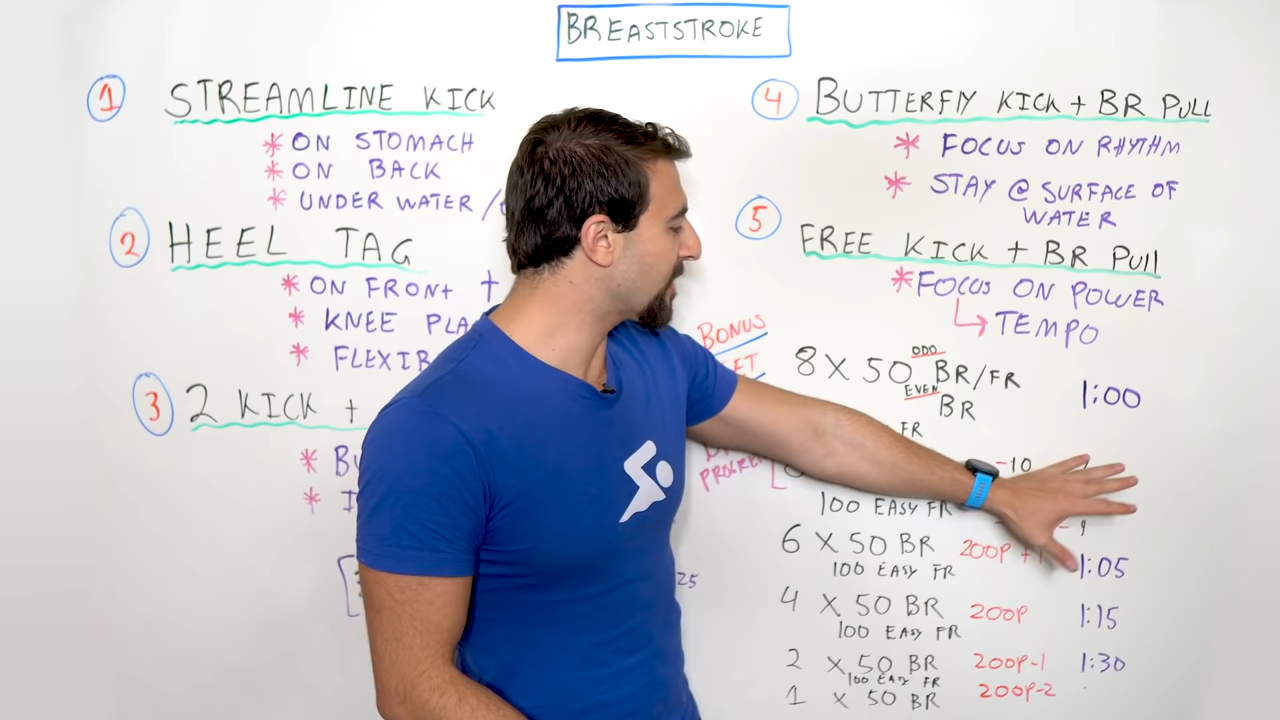 BREASTSTROKE
1 STREAMLINE KICK
* ON STOMACH
* ON BACK
* UNDER WATER /
2 HEEL TAG
* ON FRONT +
* KNEE PLA
* FLEXIB
3 2 KICK +
* BU
* I
25
4 BUTTERFLY KICK + BR PULL
* FOCUS ON RHYTHM
* STAY @ SURFACE OF
WATER
5 FREE KICK + BR PUll
* FOCUS ON POWER
↳ TEMPO
BONUS
ET
8 X 50 ODD BR/FR 1:00
EVEN BR
FR
PROGRE
-10
100 EASY FR
6 X 50 BR 200P + 1:05
100 EASY FR
4 X 50 BR 200P 1:15
100 EASY FR
2 X 50 BR 200P-1 1:30
100 EASY FR
1 X 50 BR 200P-2